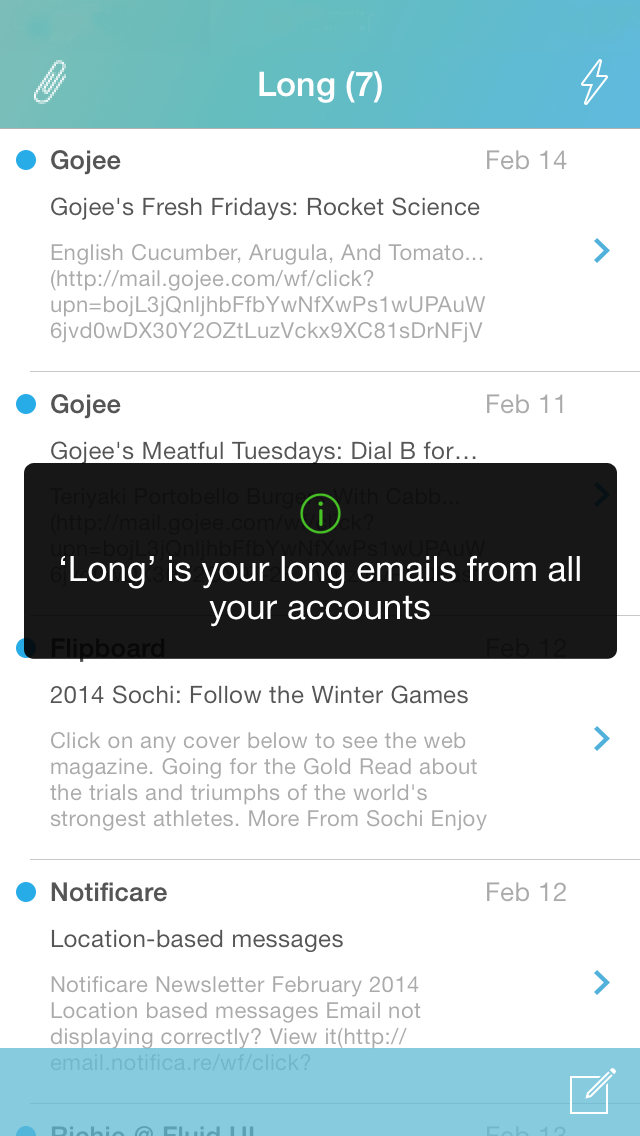 Long (7)
Gojee
Feb 14
Gojee's Fresh Fridays: Rocket Science
English Cucumber, Arugula, And Tomato...
(http://mail.gojee.com/wf/click?
upn=bojL3jQnljhbFfbYwNfXwPs1wUPAuW
6jvd0wDX30Y2OZtLuzVckx9XC81sDrNFjV
Gojee
Feb 11
Gojee's Meatful Tuesdays: Dial B for...
Teriyaki Portobello Burgers With Cabb...
(http://mail.gojee.com/wf/click?
upn=bojL3jQnljhbFfbYwNfXwPs1wUPAuW
‘Long’ is your long emails from all
your accounts
Flipboard
Feb 12
2014 Sochi: Follow the Winter Games
Click on any cover below to see the web
magazine. Going for the Gold Read about
the trials and triumphs of the world's
strongest athletes. More From Sochi Enjoy
Notificare
Feb 12
Location-based messages
Notificare Newsletter February 2014
Location based messages Email not
displaying correctly? View it(http://
email.notifica.re/wf/click?
Richie @ Fluid UI
Feb 12